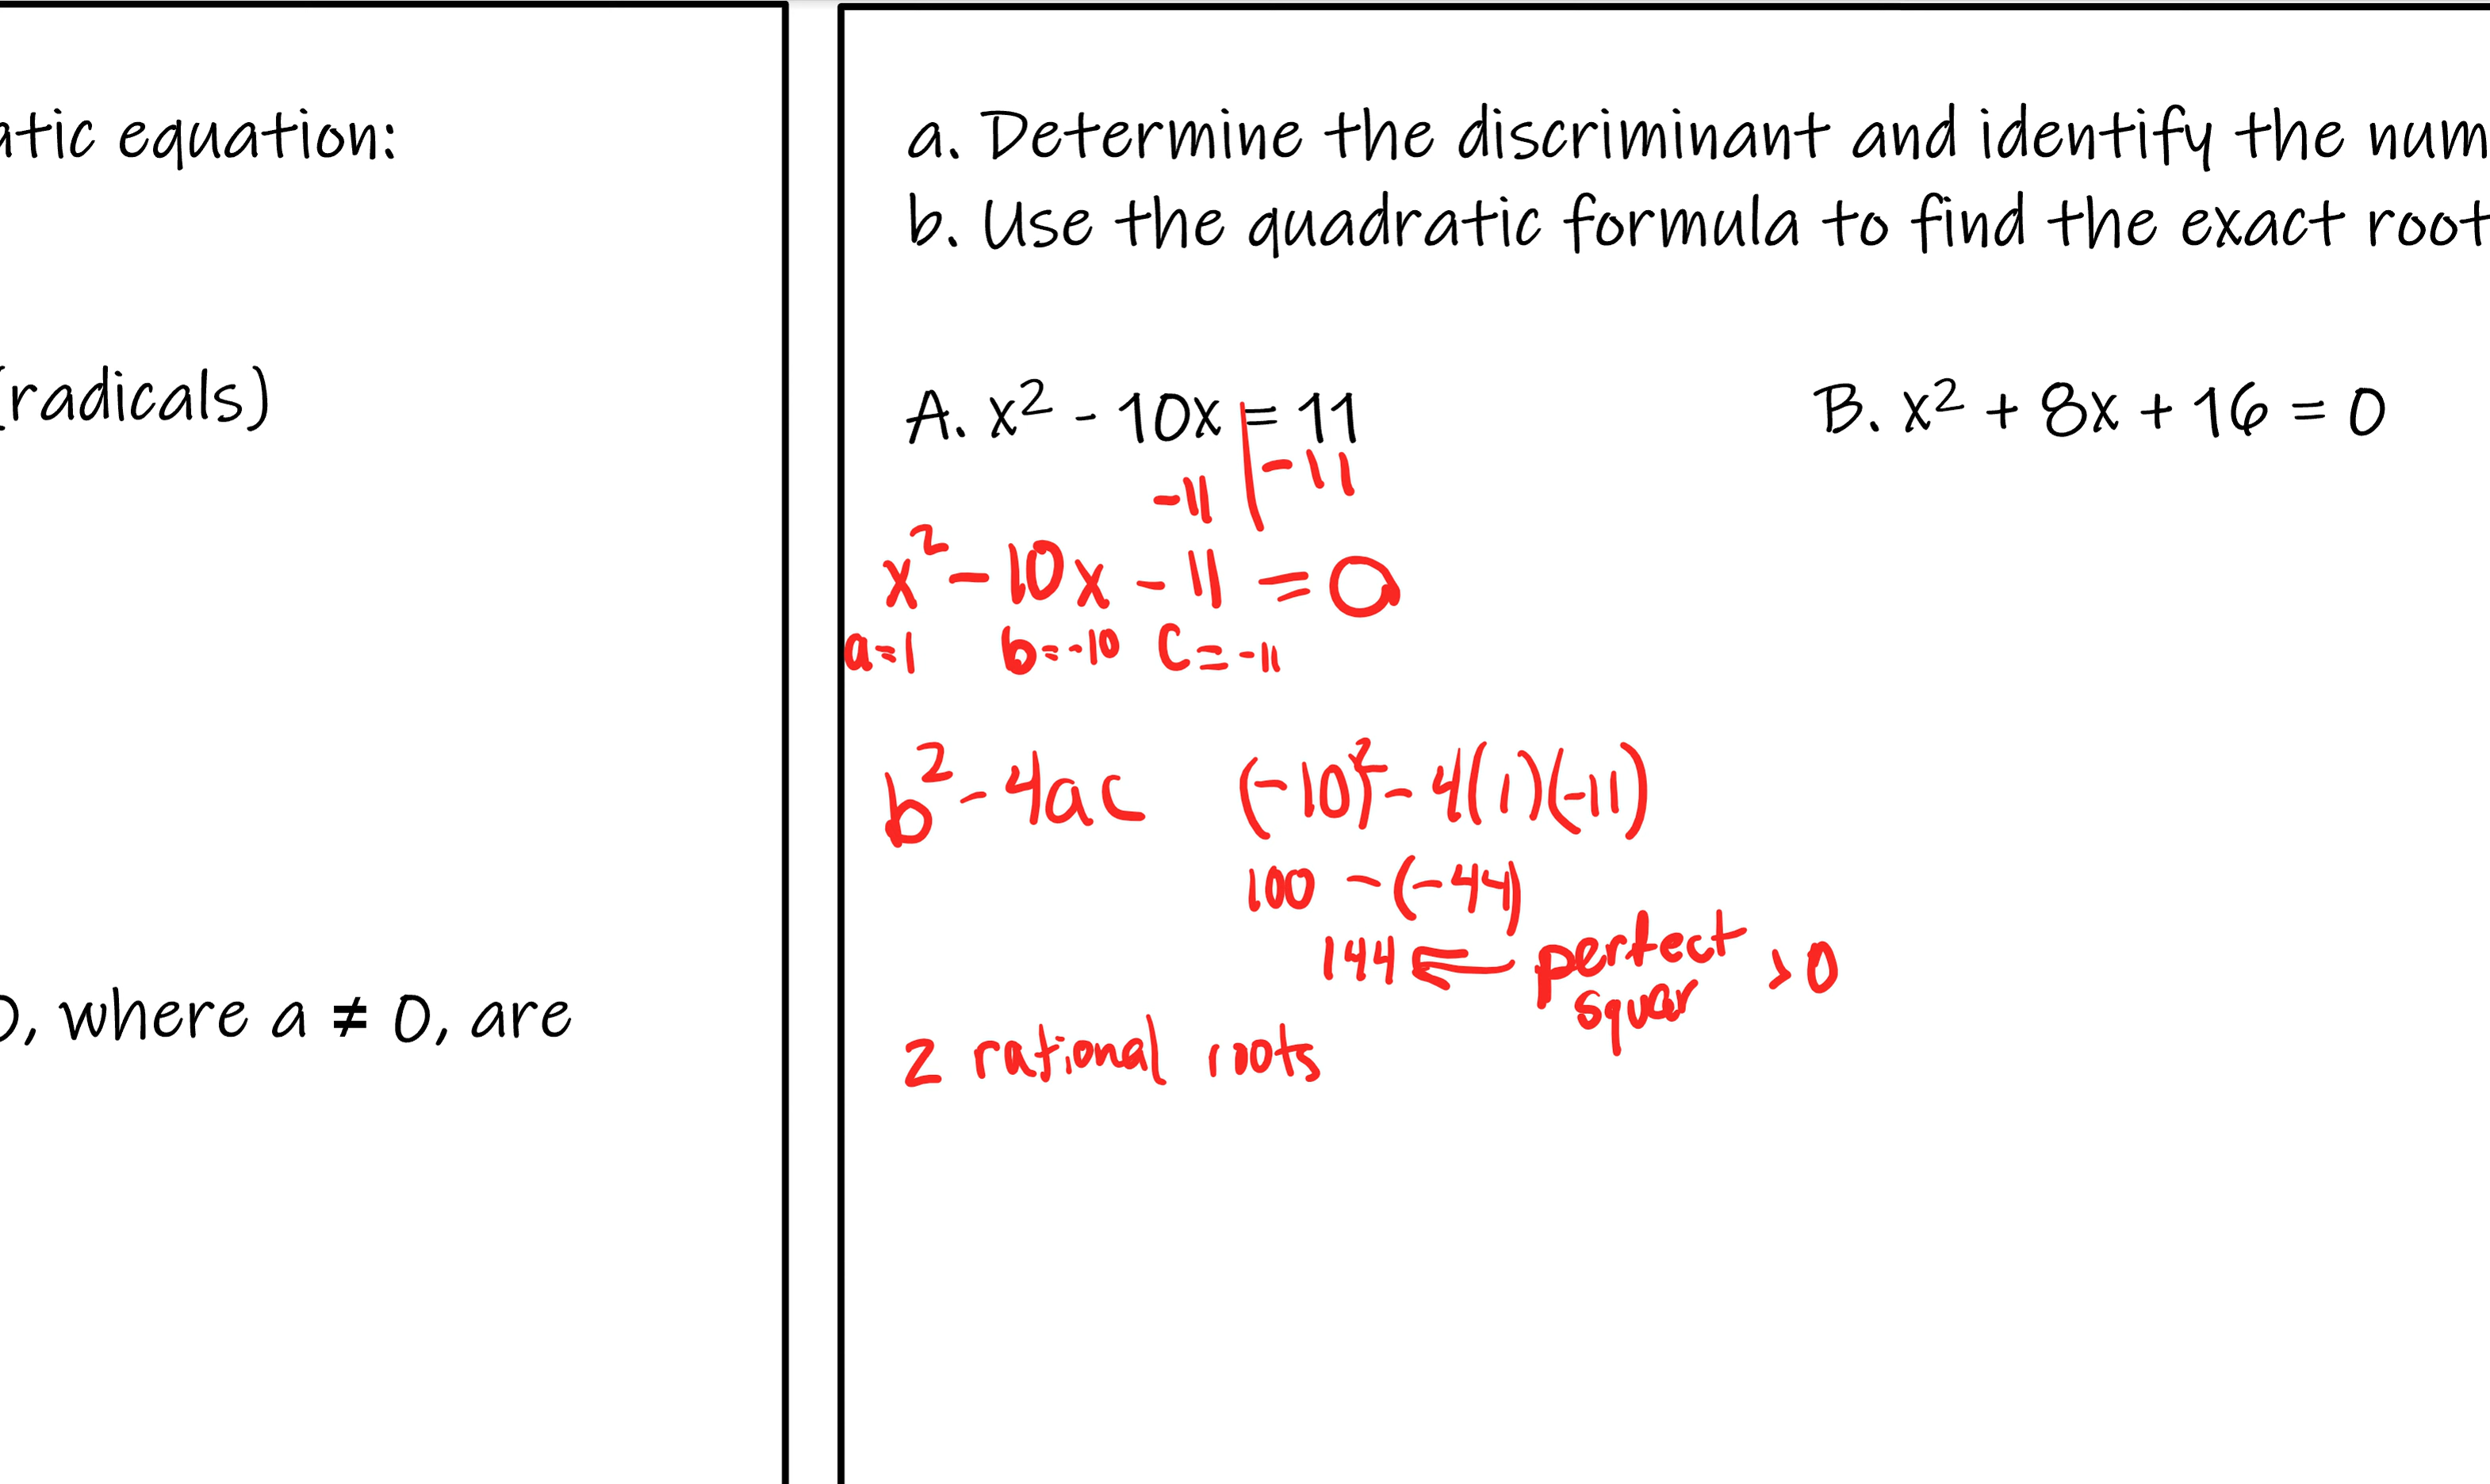 atic equation:
(radicals)
0, where a ≠ 0, are
a. Determine the discriminant and identify the num
b. Use the quadratic formula to find the exact root
A. x² - 10x = 11
-11 | -11
x² - 10x - 11 = 0
a=1 b=-10 c=-11
b² - 4ac (-10)² - 4(1)(-11)
100 - (-44)
144 ⇐ perfect > 0
squar
2 rational roots
B. x² + 8x + 16 = 0